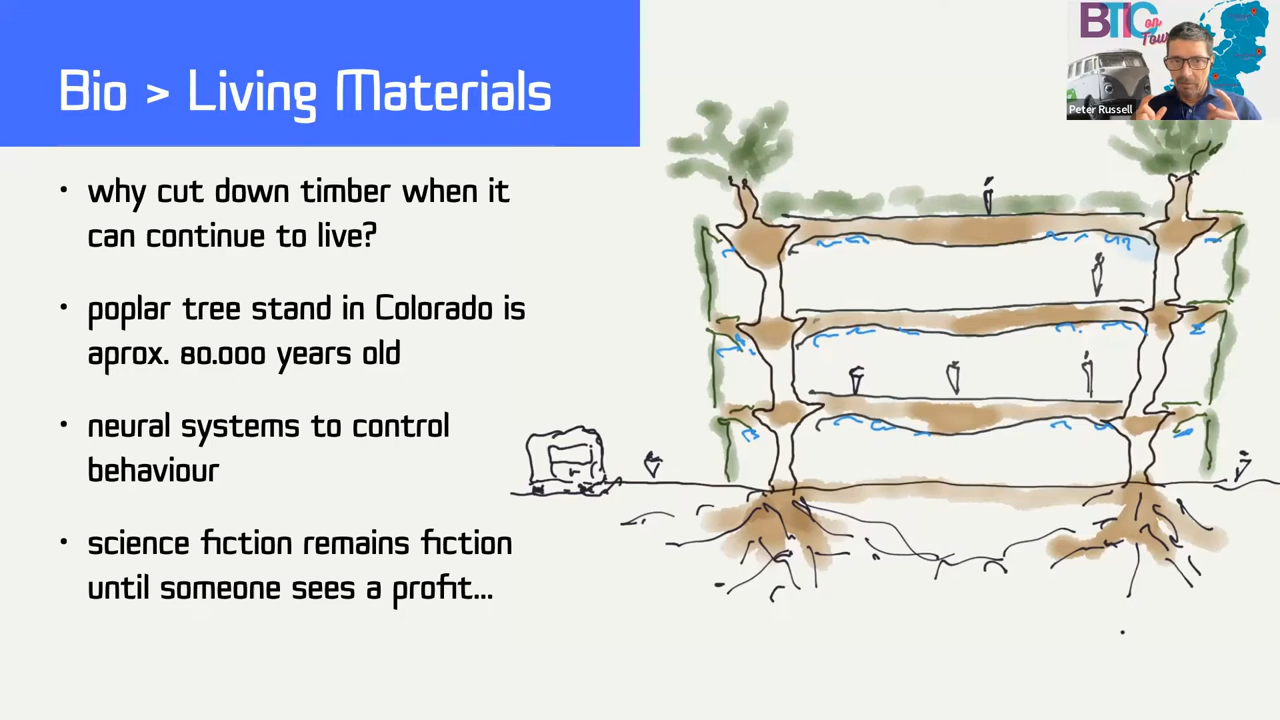 Bio > Living Materials
• why cut down timber when it
can continue to live?
• poplar tree stand in Colorado is
aprox. 80.000 years old
• neural systems to control
behaviour
• science fiction remains fiction
until someone sees a profit...
BTIC on
Tour
Peter Russell